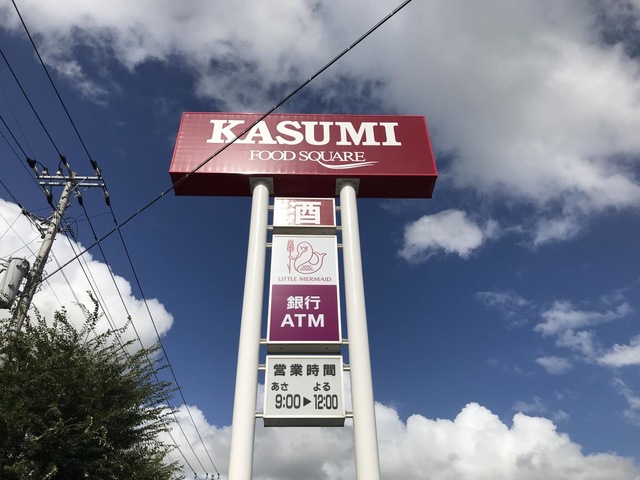 KASUMI
FOOD SQUARE
酒
LITTLE MERMAID
銀行
ATM
営業時間
あさ よる
9:00▶12:00